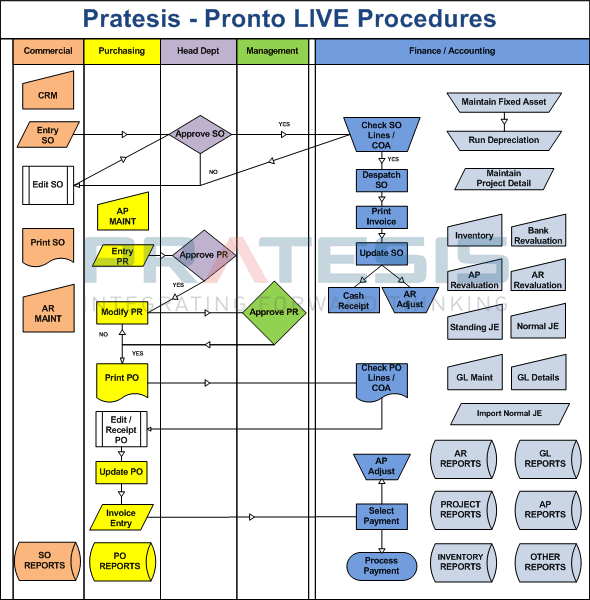 Pratesis - Pronto LIVE Procedures
Commercial
Purchasing
Head Dept
Management
Finance / Accounting
CRM
Entry
SO
Approve SO
YES
Check SO
Lines /
COA
NO
YES
Edit SO
Despatch
SO
Print
Invoice
Update SO
Cash
Receipt
AR
Adjust
Maintain Fixed Asset
Run Depreciation
Maintain
Project Detail
AP
MAINT
Print SO
Entry
PR
Approve PR
YES
PRATESIS
INTEGRATING FORWARD THINKING
AR
MAINT
Modify PR
Approve PR
NO
YES
Inventory
Bank
Revaluation
AP
Revaluation
AR
Revaluation
Standing JE
Normal JE
GL Maint
GL Details
Import Normal JE
Print PO
Check PO
Lines /
COA
Edit /
Receipt
PO
Update PO
Invoice
Entry
AP
Adjust
Select
Payment
Process
Payment
SO
REPORTS
PO
REPORTS
AR
REPORTS
GL
REPORTS
PROJECT
REPORTS
AP
REPORTS
INVENTORY
REPORTS
OTHER
REPORTS